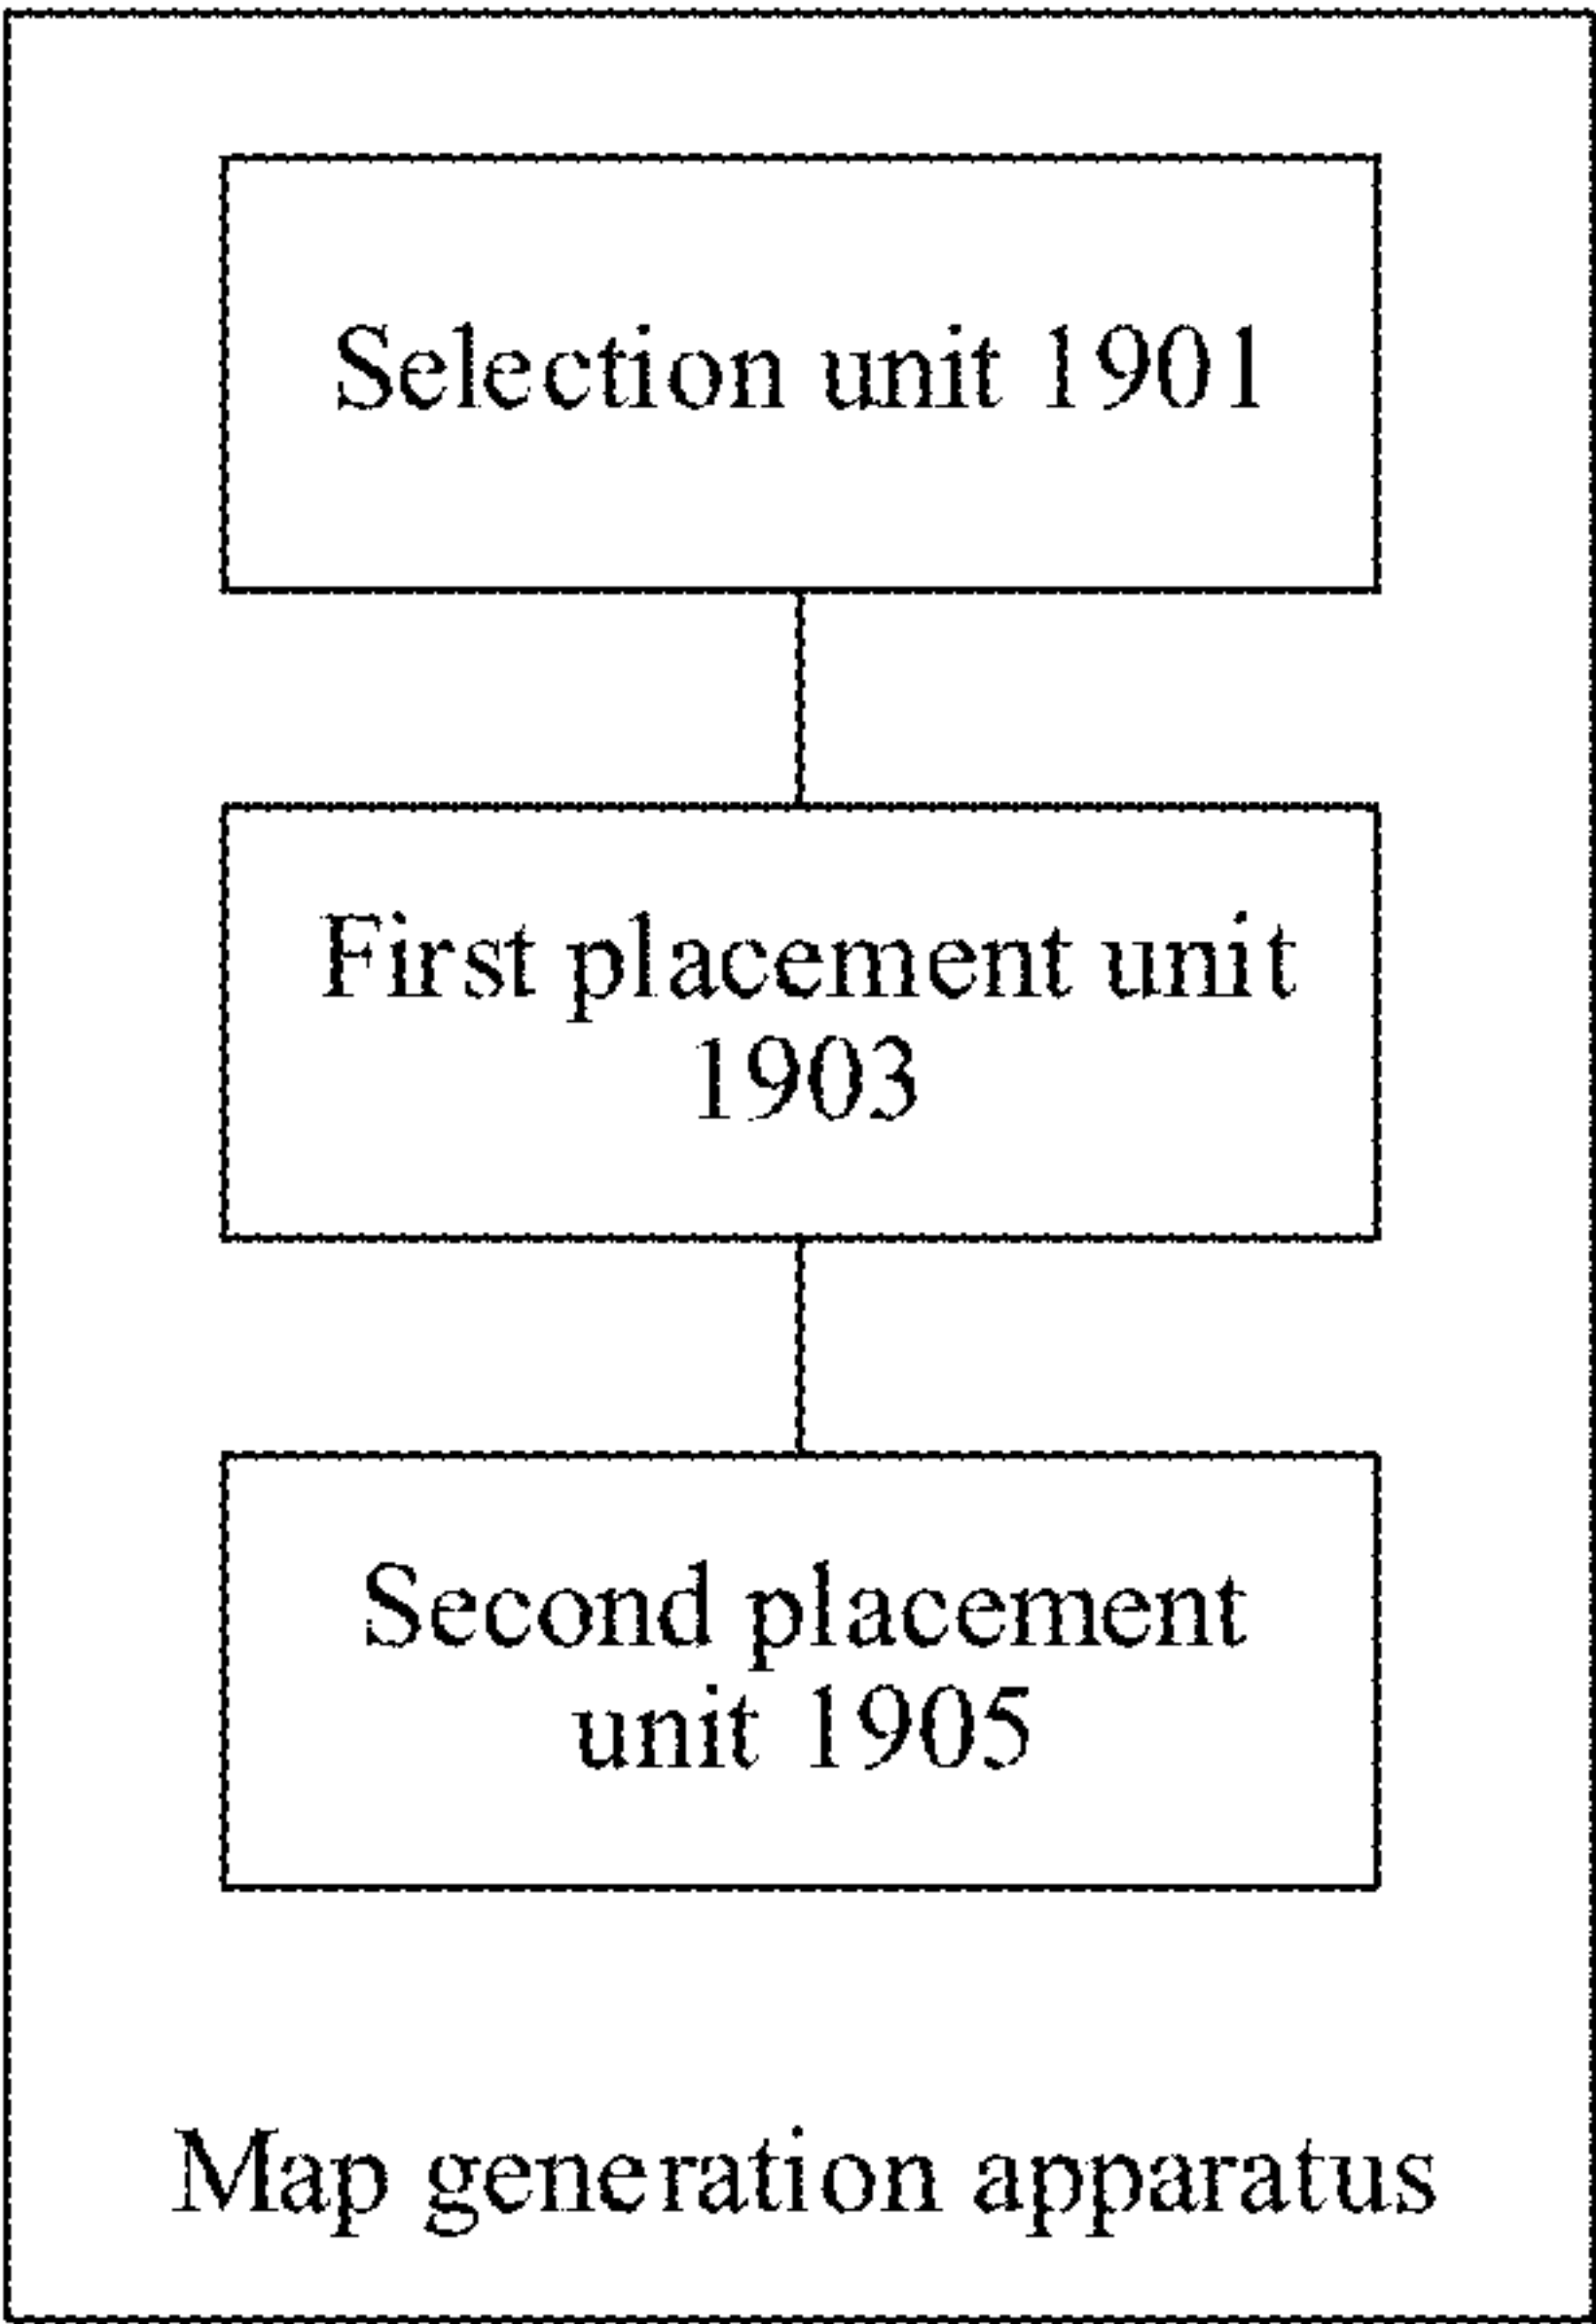 Selection unit 1901
First placement unit
1903
Second placement
unit 1905
Map generation apparatus